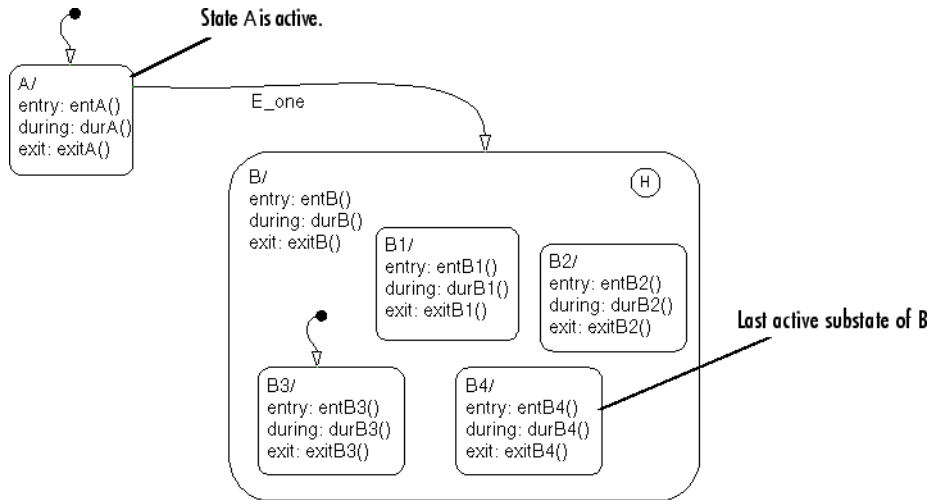 State A is active.
A/
entry: entA()
during: durA()
exit: exitA()
E_one
B/
entry: entB()
during: durB()
exit: exitB()
H
B1/
entry: entB1()
during: durB1()
exit: exitB1()
B2/
entry: entB2()
during: durB2()
exit: exitB2()
Last active substate of B
B3/
entry: entB3()
during: durB3()
exit: exitB3()
B4/
entry: entB4()
during: durB4()
exit: exitB4()